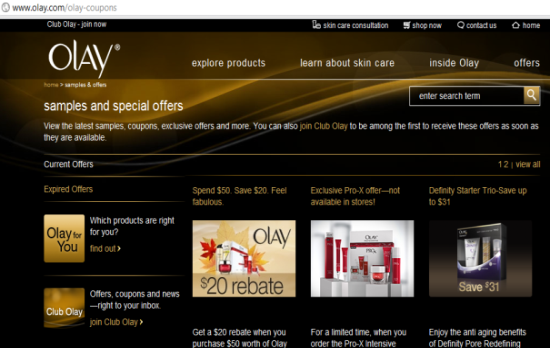 www.olay.com/olay-coupons
Club Olay - join now
skin care consultation
shop now
contact us
home
OLAY®
explore products
learn about skin care
inside Olay
offers
home > samples & offers
enter search term
samples and special offers
View the latest samples, coupons, exclusive offers and more. You can also join Club Olay to be among the first to receive these offers as soon as
they are available.
Current Offers
1 2 | view all
Expired Offers
Olay for
You
Which products are right
for you?
find out >
Club Olay
Offers, coupons and news
—right to your inbox.
join Club Olay >
Spend $50. Save $20. Feel
fabulous.
OLAY
$20 rebate
Get a $20 rebate when you
purchase $50 worth of Olay
Exclusive Pro-X offer—not
available in stores!
For a limited time, when you
order the Pro-X Intensive
Definity Starter Trio-Save up
to $31
Save $31
Enjoy the anti aging benefits
of Definity Pore Redefining